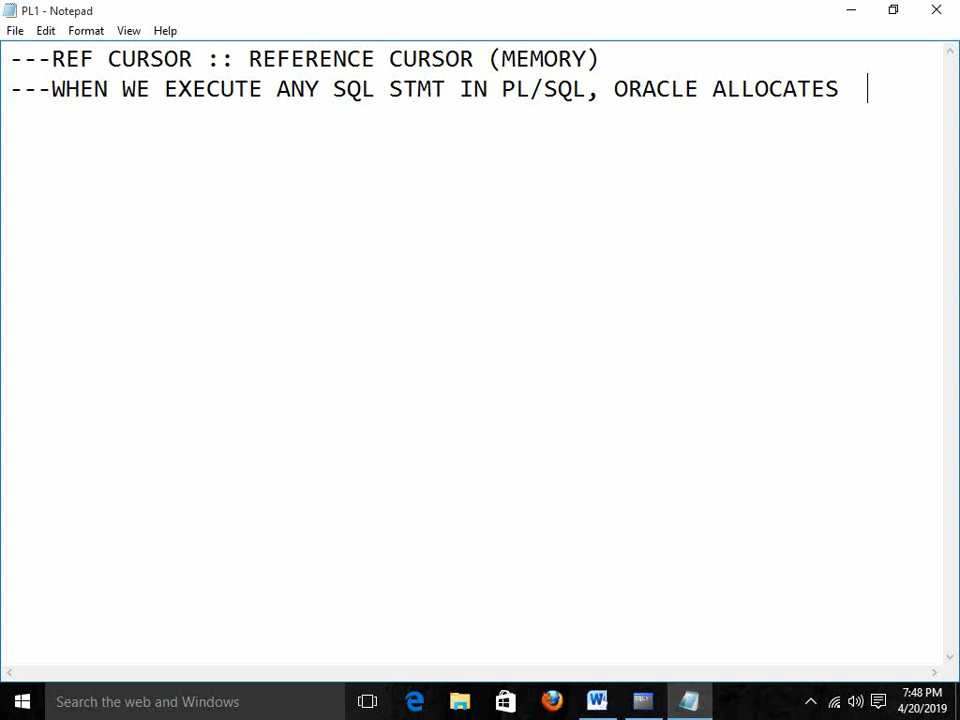 PL1 - Notepad
File Edit Format View Help
---REF CURSOR :: REFERENCE CURSOR (MEMORY)
---WHEN WE EXECUTE ANY SQL STMT IN PL/SQL, ORACLE ALLOCATES
Search the web and Windows
7:48 PM
4/20/2019